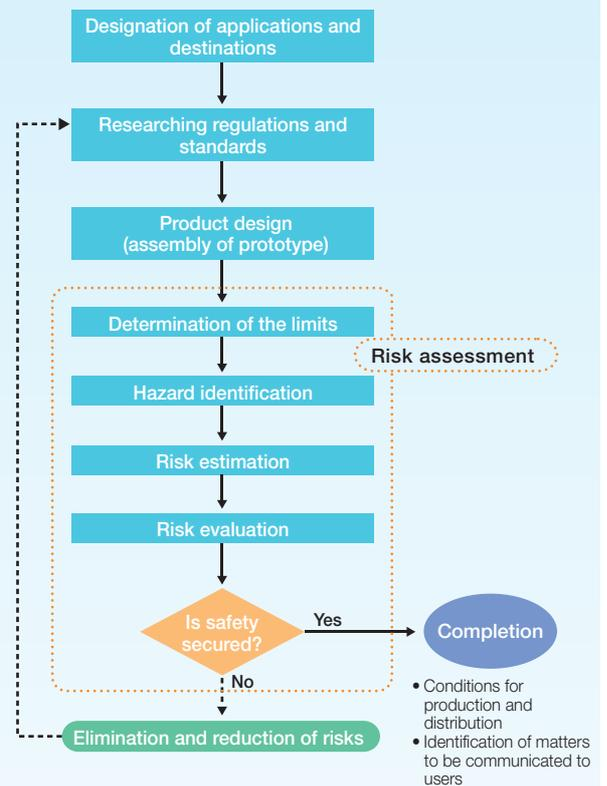 Designation of applications and
destinations
Researching regulations and
standards
Product design
(assembly of prototype)
Determination of the limits
Risk assessment
Hazard identification
Risk estimation
Risk evaluation
Is safety
secured?
Yes
Completion
No
• Conditions for
production and
distribution
• Identification of matters
to be communicated to
users
Elimination and reduction of risks